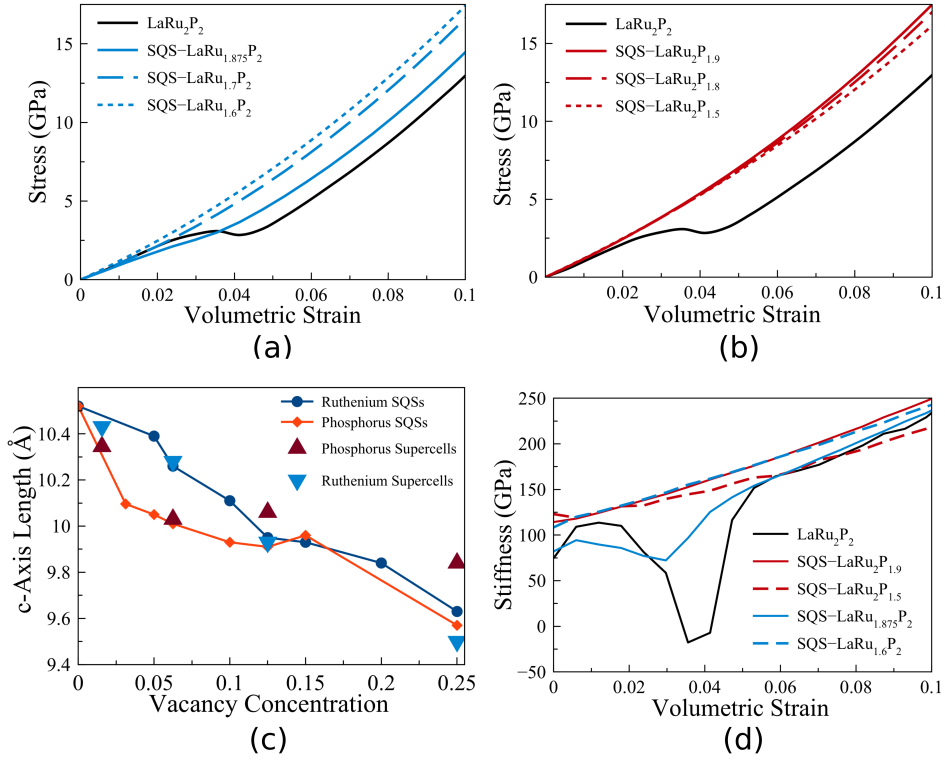 LaRu₂P₂
SQS−LaRu₁.₈₇₅P₂
SQS−LaRu₁.₇P₂
SQS−LaRu₁.₆P₂
Stress (GPa)
15
10
5
0
0
0.02
0.04
0.06
0.08
0.1
Volumetric Strain
(a)
LaRu₂P₂
SQS−LaRu₂P₁.₉
SQS−LaRu₂P₁.₈
SQS−LaRu₂P₁.₅
Stress (GPa)
15
10
5
0
0.02
0.04
0.06
0.08
0.1
Volumetric Strain
(b)
Ruthenium SQSs
Phosphorus SQSs
Phosphorus Supercells
Ruthenium Supercells
c-Axis Length (Å)
10.4
10.2
10
9.8
9.6
9.4
0
0.05
0.1
0.15
0.2
0.25
Vacancy Concentration
(c)
Stiffness (GPa)
250
200
150
100
50
0
−50
LaRu₂P₂
SQS−LaRu₂P₁.₉
SQS−LaRu₂P₁.₅
SQS−LaRu₁.₈₇₅P₂
SQS−LaRu₁.₆P₂
0
0.02
0.04
0.06
0.08
0.1
Volumetric Strain
(d)